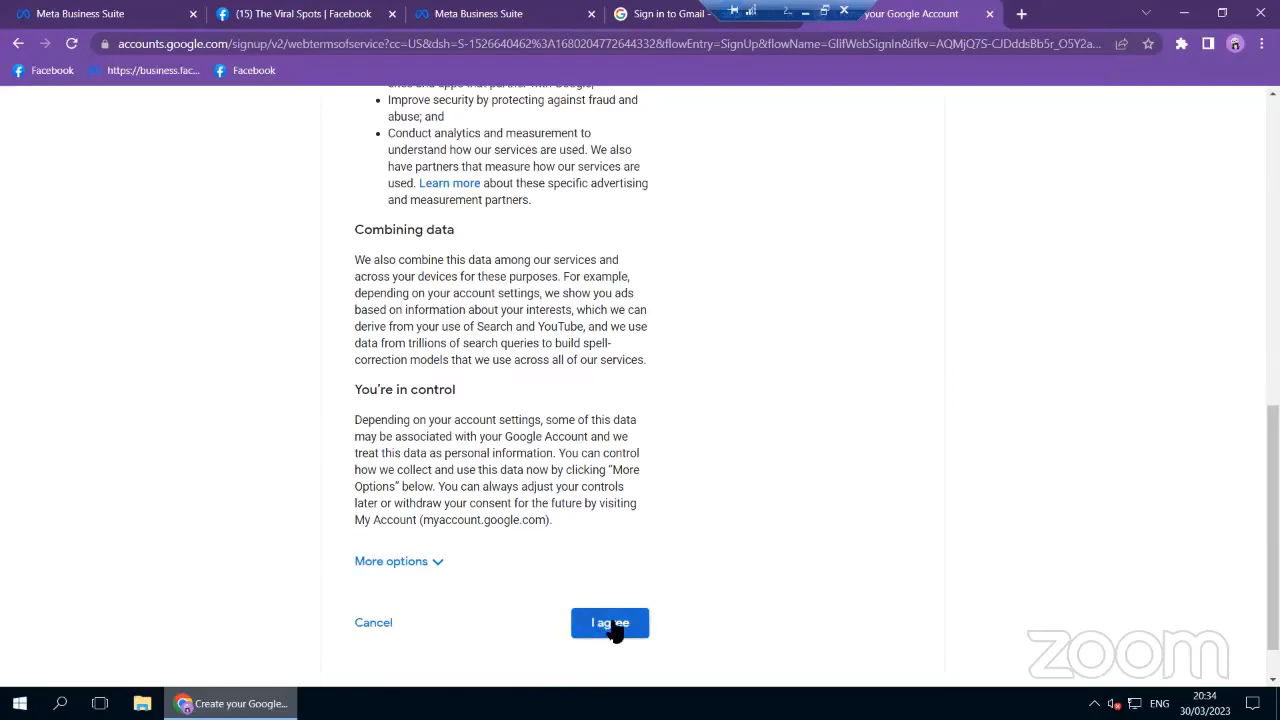 Meta Business Suite
(15) The Viral Spots | Facebook
Meta Business Suite
Sign in to Gmail -
your Google Account
accounts.google.com/signup/v2/webtermsofservice?cc=US&dsh=S-1526640462%3A1680204772644332&flowEntry=SignUp&flowName=GlifWebSignIn&ifkv=AQMjQ7S-CJDddsBb5r_O5Y2a...
Facebook
https://business.fac...
Facebook
sites and apps that partner with Google;
• Improve security by protecting against fraud and
abuse; and
• Conduct analytics and measurement to
understand how our services are used. We also
have partners that measure how our services are
used. Learn more about these specific advertising
and measurement partners.
Combining data
We also combine this data among our services and
across your devices for these purposes. For example,
depending on your account settings, we show you ads
based on information about your interests, which we can
derive from your use of Search and YouTube, and we use
data from trillions of search queries to build spell-
correction models that we use across all of our services.
You're in control
Depending on your account settings, some of this data
may be associated with your Google Account and we
treat this data as personal information. You can control
how we collect and use this data now by clicking “More
Options” below. You can always adjust your controls
later or withdraw your consent for the future by visiting
My Account (myaccount.google.com).
More options
Cancel
I agree
zoom
Create your Google...
ENG
20:34
30/03/2023